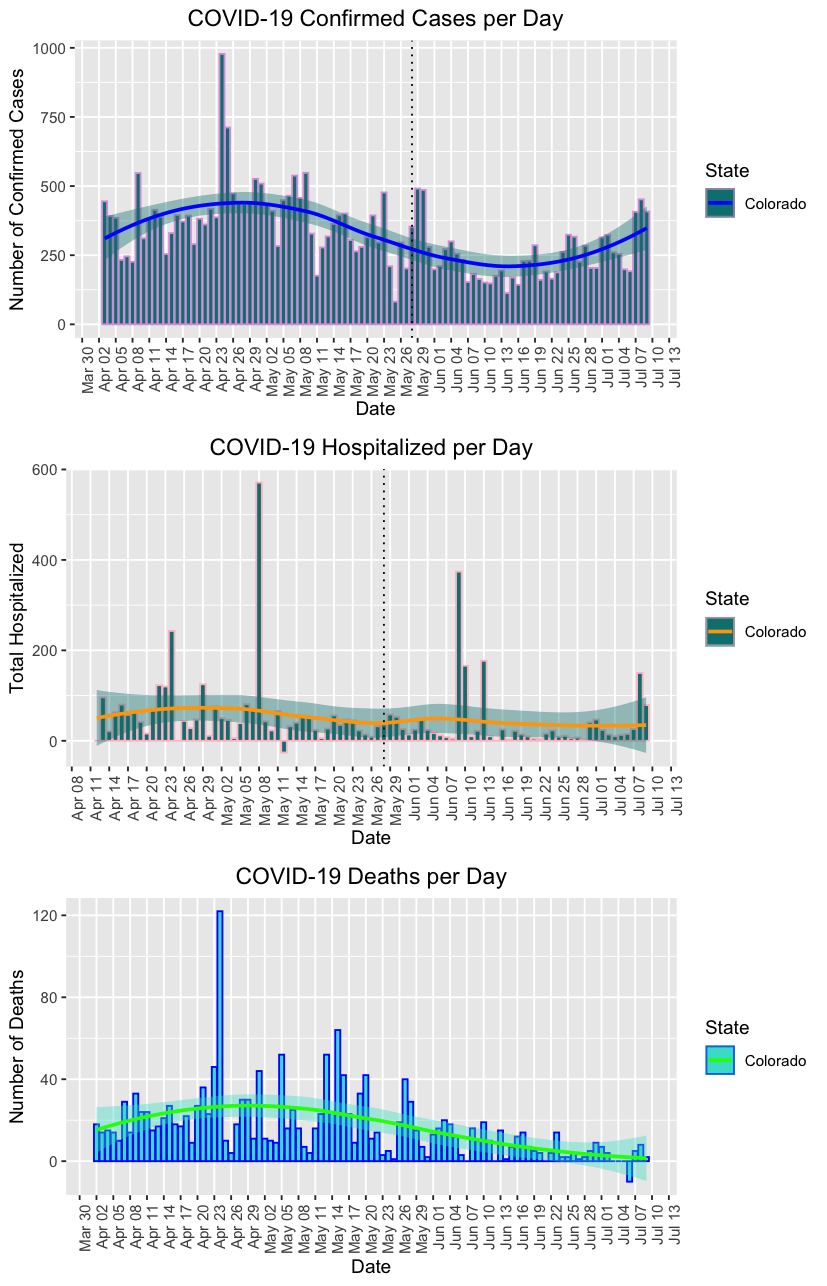 COVID-19 Confirmed Cases per Day
Number of Confirmed Cases
1000
750
500
250
0
Mar 30
Apr 02
Apr 05
Apr 08
Apr 11
Apr 14
Apr 17
Apr 20
Apr 23
Apr 26
Apr 29
May 02
May 05
May 08
May 11
May 14
May 17
May 20
May 23
May 26
May 29
Jun 01
Jun 04
Jun 07
Jun 10
Jun 13
Jun 16
Jun 19
Jun 22
Jun 25
Jun 28
Jul 01
Jul 04
Jul 07
Jul 10
Jul 13
Date
State
Colorado
COVID-19 Hospitalized per Day
Total Hospitalized
600
400
200
0
Apr 08
Apr 11
Apr 14
Apr 17
Apr 20
Apr 23
Apr 26
Apr 29
May 02
May 05
May 08
May 11
May 14
May 17
May 20
May 23
May 26
May 29
Jun 01
Jun 04
Jun 07
Jun 10
Jun 13
Jun 16
Jun 19
Jun 22
Jun 25
Jun 28
Jul 01
Jul 04
Jul 07
Jul 10
Jul 13
Date
State
Colorado
COVID-19 Deaths per Day
Number of Deaths
120
80
40
0
Mar 30
Apr 02
Apr 05
Apr 08
Apr 11
Apr 14
Apr 17
Apr 20
Apr 23
Apr 26
Apr 29
May 02
May 05
May 08
May 11
May 14
May 17
May 20
May 23
May 26
May 29
Jun 01
Jun 04
Jun 07
Jun 10
Jun 13
Jun 16
Jun 19
Jun 22
Jun 25
Jun 28
Jul 01
Jul 04
Jul 07
Jul 10
Jul 13
Date
State
Colorado